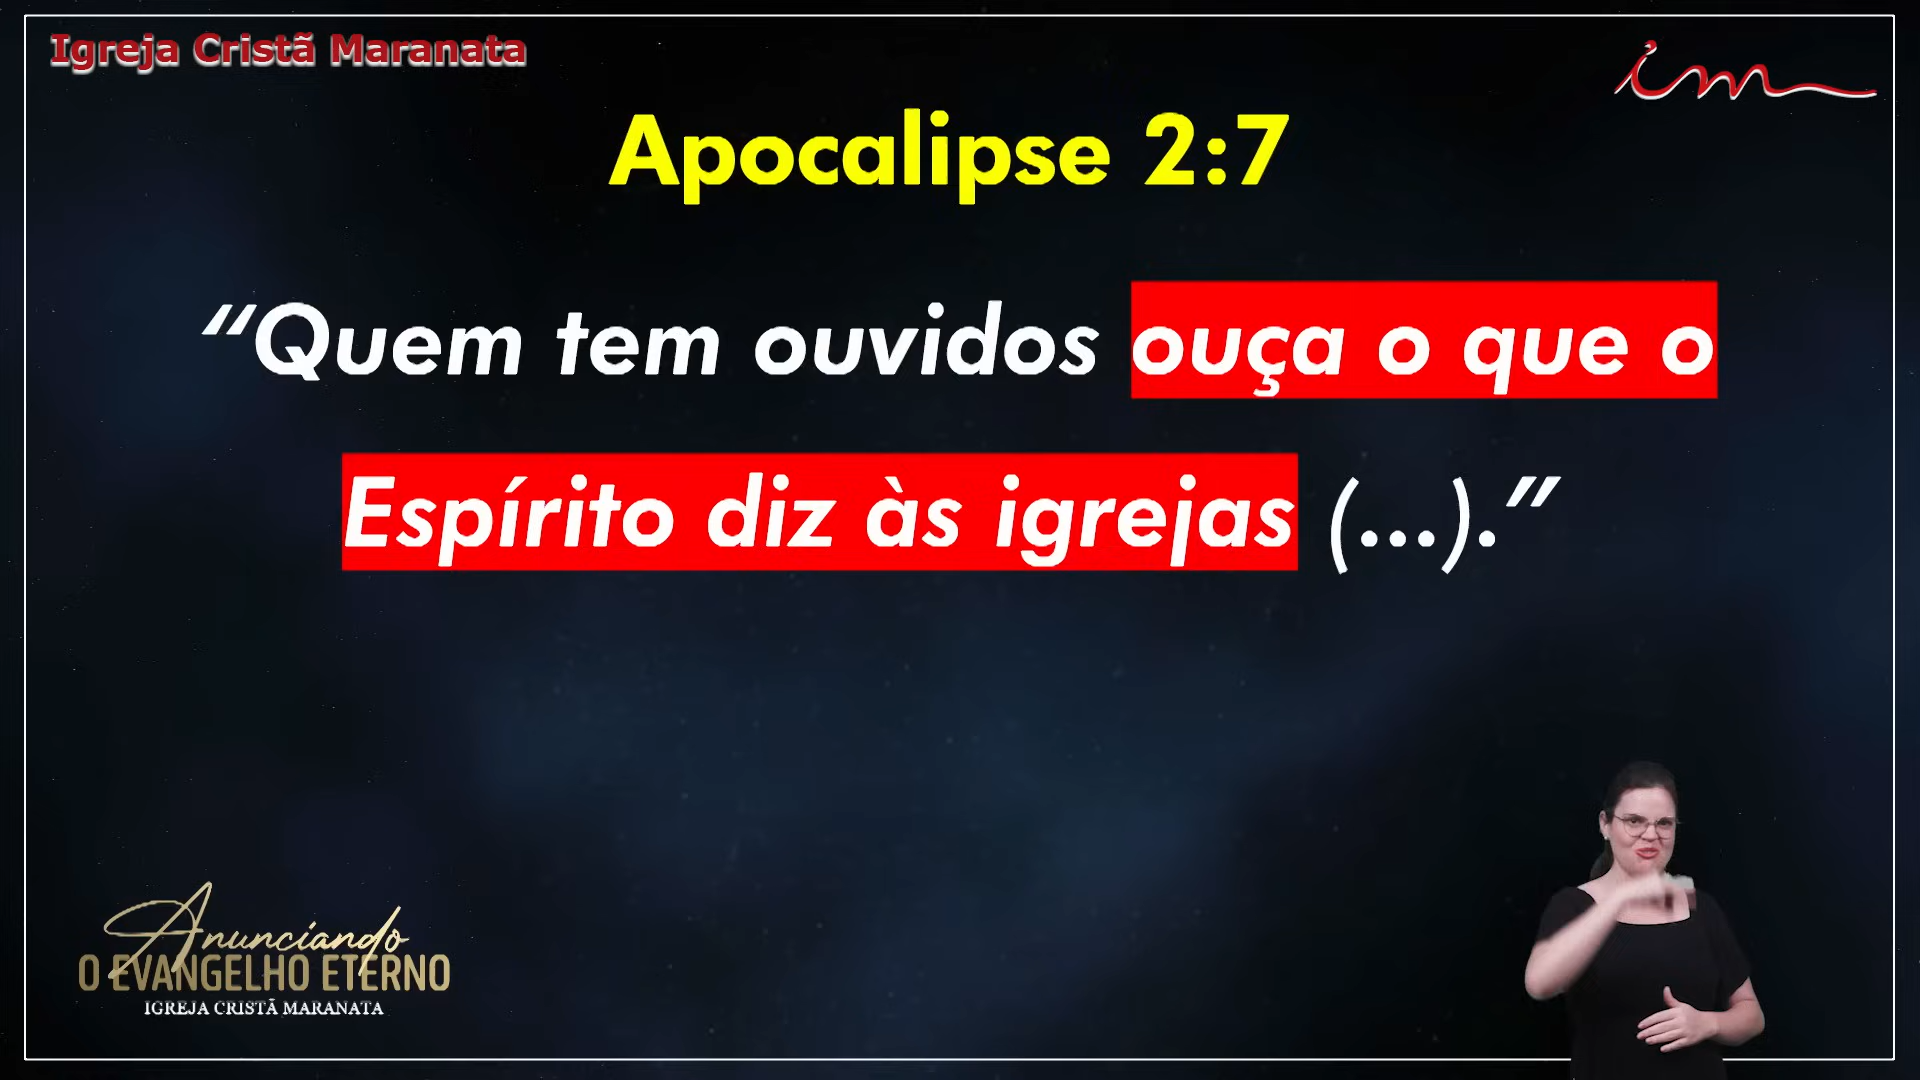 Igreja Cristã Maranata
im
Apocalipse 2:7
“Quem tem ouvidos ouça o que o
Espírito diz às igrejas (...).”
Anunciando
O EVANGELHO ETERNO
IGREJA CRISTÃ MARANATA